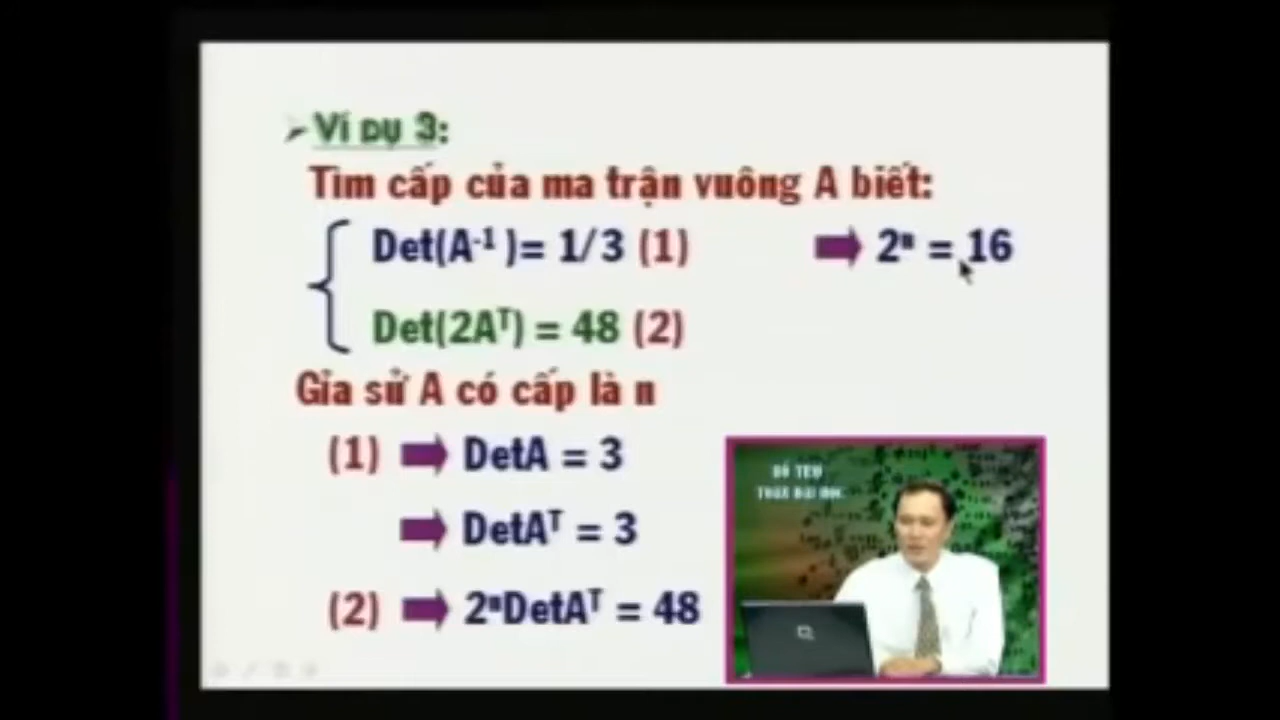 Ví Dụ 3:
Tìm cấp của ma trận vuông A biết:
Det(A⁻¹ )= 1/3 (1)
2ⁿ = 16
Det(2Aᵀ) = 48 (2)
Gỉa sử A có cấp là n
(1) ➡ DetA = 3
➡ DetAᵀ = 3
(2) ➡ 2ⁿDetAᵀ = 48